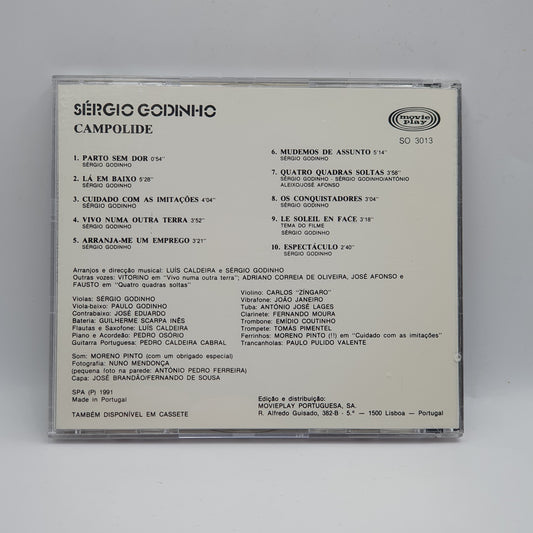 SÉRGIO GODINHO
CAMPOLIDE
movie
play
SO 3013
1. PARTO SEM DOR 0'54"
SÉRGIO GODINHO
2. LÁ EM BAIXO 5'28"
SÉRGIO GODINHO
3. CUIDADO COM AS IMITAÇÕES 4'04"
SÉRGIO GODINHO
4. VIVO NUMA OUTRA TERRA 3'52"
SÉRGIO GODINHO
5. ARRANJA-ME UM EMPREGO 3'21"
SÉRGIO GODINHO
6. MUDEMOS DE ASSUNTO 5'14"
SÉRGIO GODINHO
7. QUATRO QUADRAS SOLTAS 3'58"
SÉRGIO GODINHO - SÉRGIO GODINHO/ANTÓNIO
ALEIXO/JOSÉ AFONSO
8. OS CONQUISTADORES 3'04"
SÉRGIO GODINHO
9. LE SOLEIL EN FACE 3'18"
TEMA DO FILME
SÉRGIO GODINHO
10. ESPECTÁCULO 2'40"
SÉRGIO GODINHO
Arranjos e direcção musical: LUÍS CALDEIRA e SÉRGIO GODINHO
Outras vozes: VITORINO em "Vivo numa outra terra"; ADRIANO CORREIA DE OLIVEIRA, JOSÉ AFONSO e
FAUSTO em "Quatro quadras soltas"
Violas: SÉRGIO GODINHO
Viola-baixo: PAULO GODINHO
Contrabaixo: JOSÉ EDUARDO
Bateria: GUILHERME SCARPA INÊS
Flautas e Saxofone: LUÍS CALDEIRA
Piano e Acordeão: PEDRO OSÓRIO
Guitarra Portuguesa: PEDRO CALDEIRA CABRAL
Violino: CARLOS "ZÍNGARO"
Vibrafone: JOÃO JANEIRO
Tuba: ANTÓNIO JOSÉ LAGES
Clarinete: FERNANDO MOURA
Trombone: EMÍDIO COUTINHO
Trompete: TOMÁS PIMENTEL
Ferrinhos: MORENO PINTO (!!) em "Cuidado com as imitações"
Trancanholas: PAULO PULIDO VALENTE
Som: MORENO PINTO (com um obrigado especial)
Fotografia: NUNO MENDONÇA
(pequena foto na parede: ANTÓNIO PEDRO FERREIRA)
Capa: JOSÉ BRANDÃO/FERNANDO DE SOUSA
SPA (P) 1991
Made in Portugal
TAMBÉM DISPONÍVEL EM CASSETE
Edição e distribuição:
MOVIEPLAY PORTUGUESA, SA.
R. Alfredo Guisado, 382-B - 5.º — 1500 Lisboa - Portugal